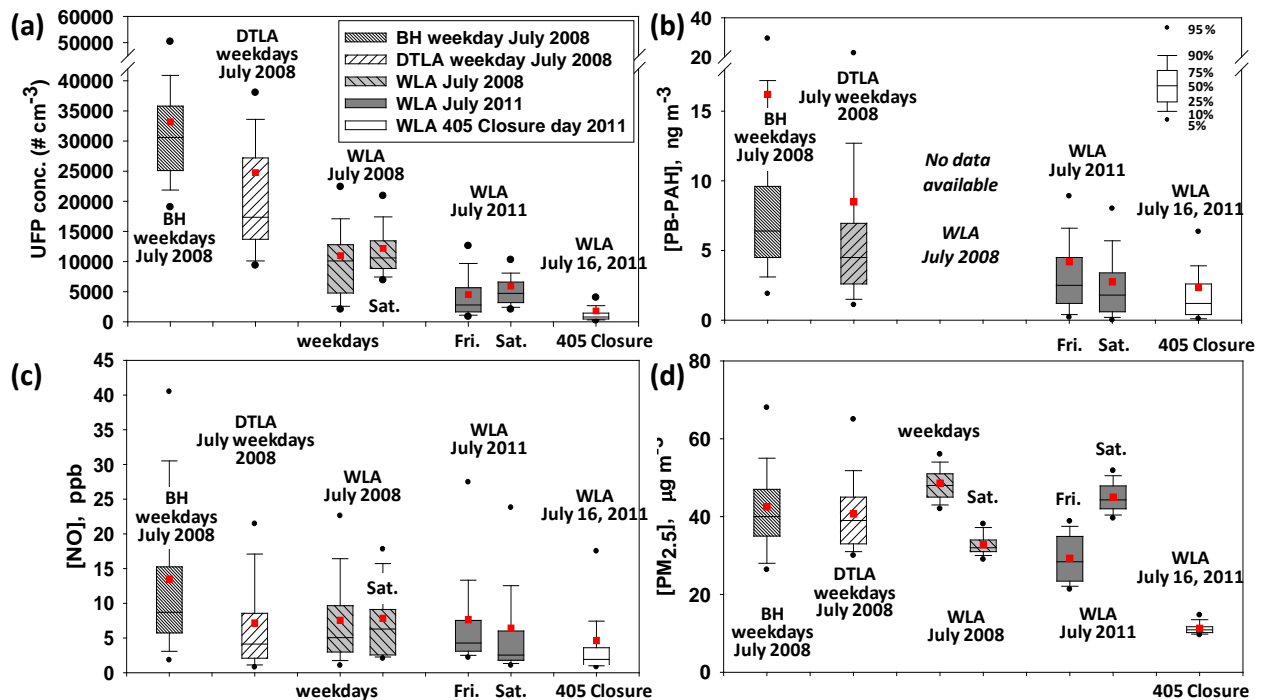 (a)
60000
50000
40000
35000
30000
25000
20000
15000
10000
5000
0
UFP conc. (# cm-3)
BH
weekdays
July 2008
DTLA
weekdays
July 2008
WLA
July 2008
Sat.
WLA
July 2011
WLA
July 16, 2011
BH weekday July 2008
DTLA weekday July 2008
WLA July 2008
WLA July 2011
WLA 405 Closure day 2011
weekdays
Fri.
Sat.
405 Closure
(b)
40
20
15
10
5
0
[PB-PAH], ng m-3
BH
weekdays
July 2008
DTLA
July weekdays
2008
No data
available
WLA
July 2008
WLA
July 2011
WLA
July 16, 2011
95%
90%
75%
50%
25%
10%
5%
Fri.
Sat.
405 Closure
(c)
45
40
35
30
25
20
15
10
5
0
[NO], ppb
BH
weekdays
July 2008
DTLA
July weekdays
2008
WLA
July 2008
Sat.
WLA
July 2011
WLA
July 16, 2011
weekdays
Fri.
Sat.
405 Closure
(d)
80
60
40
20
0
[PM2.5], µg m-3
BH
weekdays
July 2008
DTLA
weekdays
July 2008
weekdays
Sat.
WLA
July 2008
Fri.
Sat.
WLA
July 2011
WLA
July 16, 2011
405 Closure